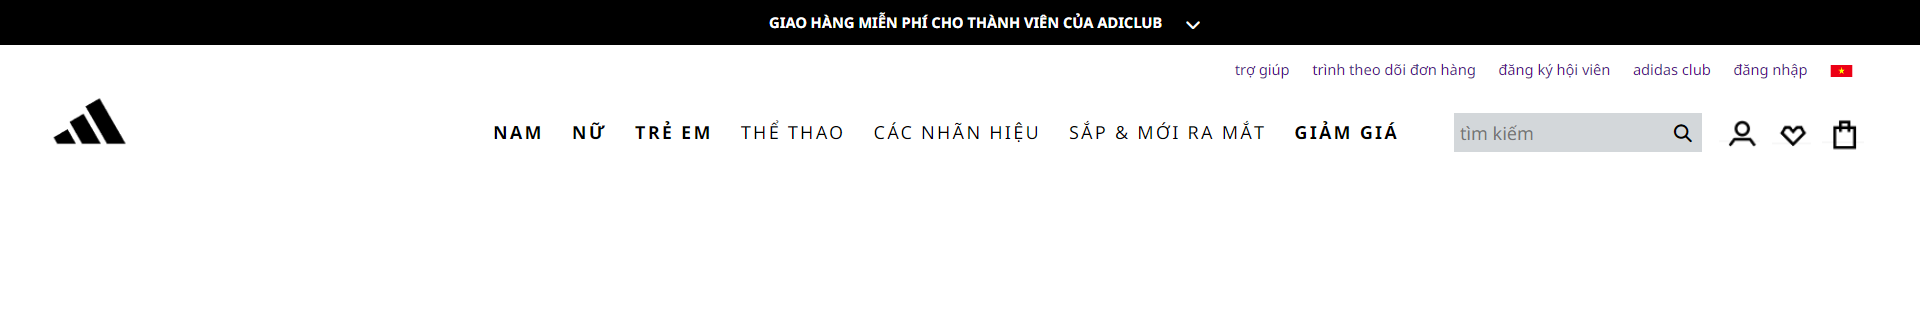 GIAO HÀNG MIỄN PHÍ CHO THÀNH VIÊN CỦA ADICLUB
trợ giúp trình theo dõi đơn hàng đăng ký hội viên adidas club đăng nhập
NAM NỮ TRẺ EM THỂ THAO CÁC NHÃN HIỆU SẮP & MỚI RA MẮT GIẢM GIÁ tìm kiếm